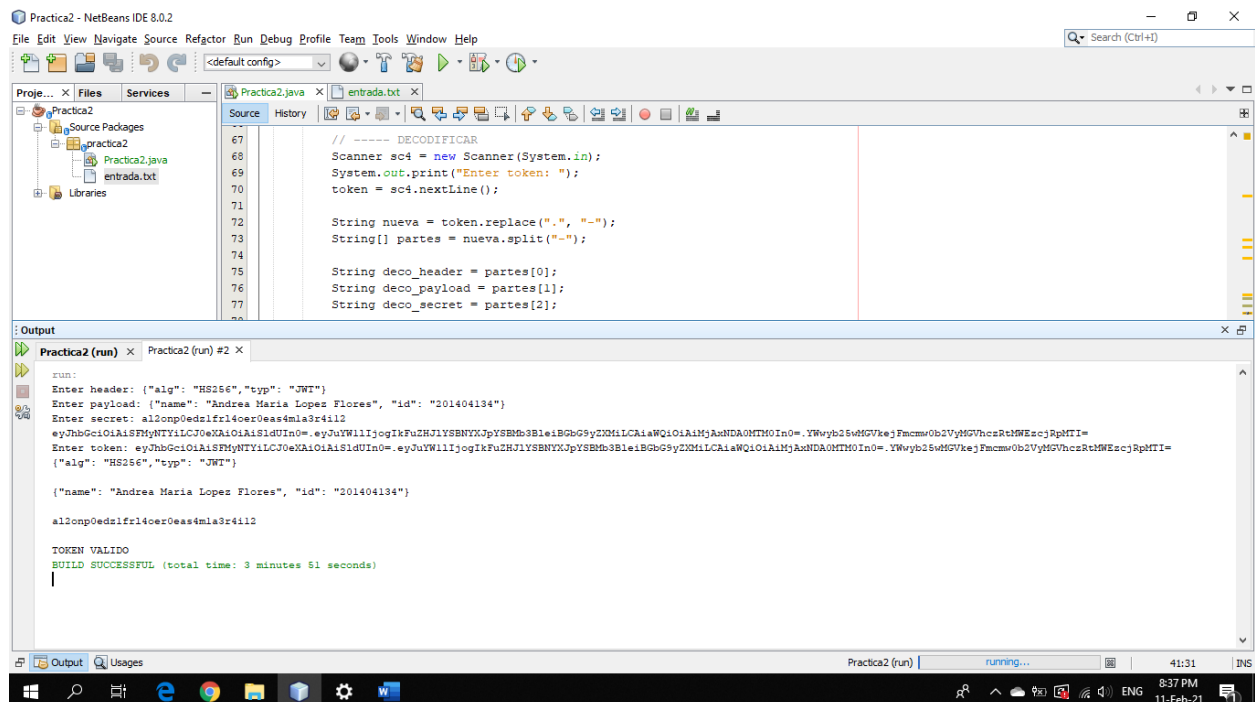 Practica2 - NetBeans IDE 8.0.2
File Edit View Navigate Source Refactor Run Debug Profile Team Tools Window Help
Search (Ctrl+I)
<default config>
Proje... Files Services
Practica2.java entrada.txt
Practica2
Source Packages
practica2
Practica2.java
entrada.txt
Libraries
Source History
67 // ----- DECODIFICAR
68 Scanner sc4 = new Scanner(System.in);
69 System.out.print("Enter token: ");
70 token = sc4.nextLine();
71
72 String nueva = token.replace(".", "-");
73 String[] partes = nueva.split("-");
74
75 String deco_header = partes[0];
76 String deco_payload = partes[1];
77 String deco_secret = partes[2];
Output
Practica2 (run) Practica2 (run) #2
run:
Enter header: {"alg": "HS256","typ": "JWT"}
Enter payload: {"name": "Andrea Maria Lopez Flores", "id": "201404134"}
Enter secret: al2onp0edz1frl4oer0eas4mla3r4i12
eyJhbGciOiAiSFMyNTYiLCJ0eXAiOiAiSldUIn0=.eyJuYW1lIjogIkFuZHJlYSBNYXJpYSBMb3BleiBGbG9yZXMiLCAiaWQiOiAiMjAxNDA0MTM0In0=.YWwyb25wMGVkejFmcmw0b2VyMGVhczRtMWEzcjRpMTI=
Enter token: eyJhbGciOiAiSFMyNTYiLCJ0eXAiOiAiSldUIn0=.eyJuYW1lIjogIkFuZHJlYSBNYXJpYSBMb3BleiBGbG9yZXMiLCAiaWQiOiAiMjAxNDA0MTM0In0=.YWwyb25wMGVkejFmcmw0b2VyMGVhczRtMWEzcjRpMTI=
{"alg": "HS256","typ": "JWT"}
{"name": "Andrea Maria Lopez Flores", "id": "201404134"}
al2onp0edz1frl4oer0eas4mla3r4i12
TOKEN VALIDO
BUILD SUCCESSFUL (total time: 3 minutes 51 seconds)
Output Usages
Practica2 (run) running... 41:31 INS
ENG
8:37 PM
11-Feb-21